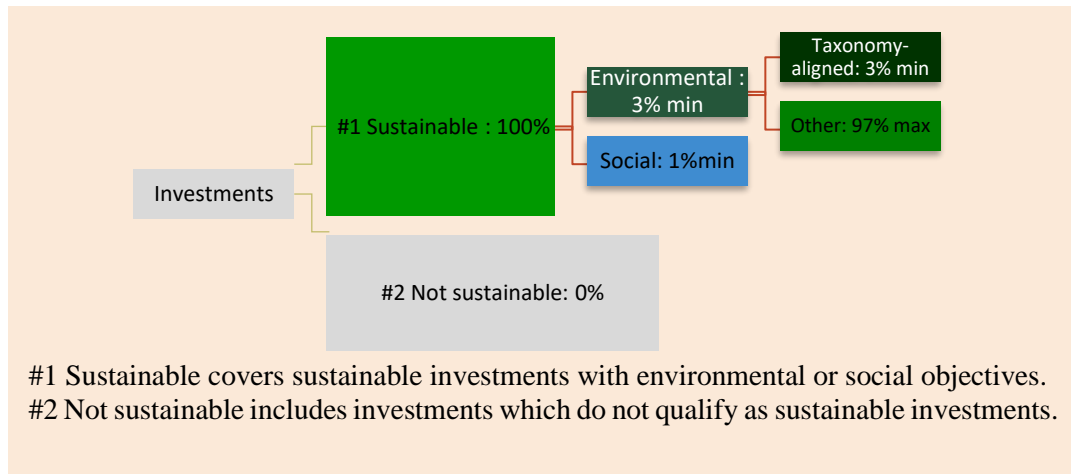 Investments
#1 Sustainable : 100%
Environmental :
3% min
Social: 1%min
Taxonomy-
aligned: 3% min
Other: 97% max
#2 Not sustainable: 0%
#1 Sustainable covers sustainable investments with environmental or social objectives.
#2 Not sustainable includes investments which do not qualify as sustainable investments.